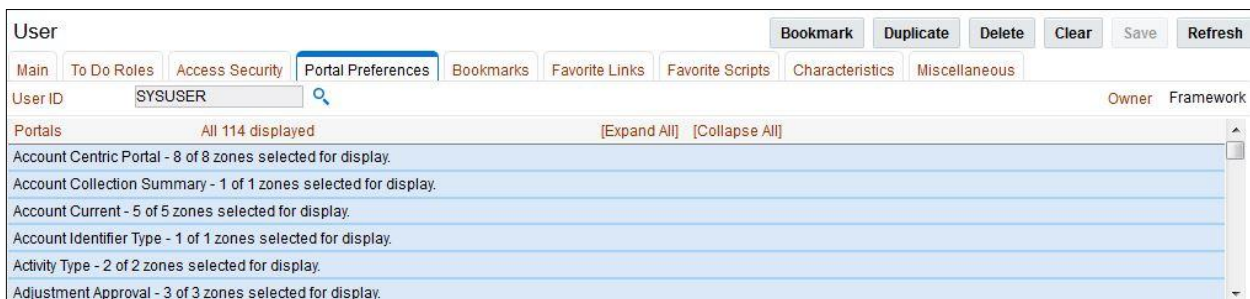 User Bookmark Duplicate Delete Clear Save Refresh
Main To Do Roles Access Security Portal Preferences Bookmarks Favorite Links Favorite Scripts Characteristics Miscellaneous
User ID SYSUSER Owner Framework
Portals All 114 displayed [Expand All] [Collapse All]
Account Centric Portal - 8 of 8 zones selected for display.
Account Collection Summary - 1 of 1 zones selected for display.
Account Current - 5 of 5 zones selected for display.
Account Identifier Type - 1 of 1 zones selected for display.
Activity Type - 2 of 2 zones selected for display.
Adjustment Approval - 3 of 3 zones selected for display.